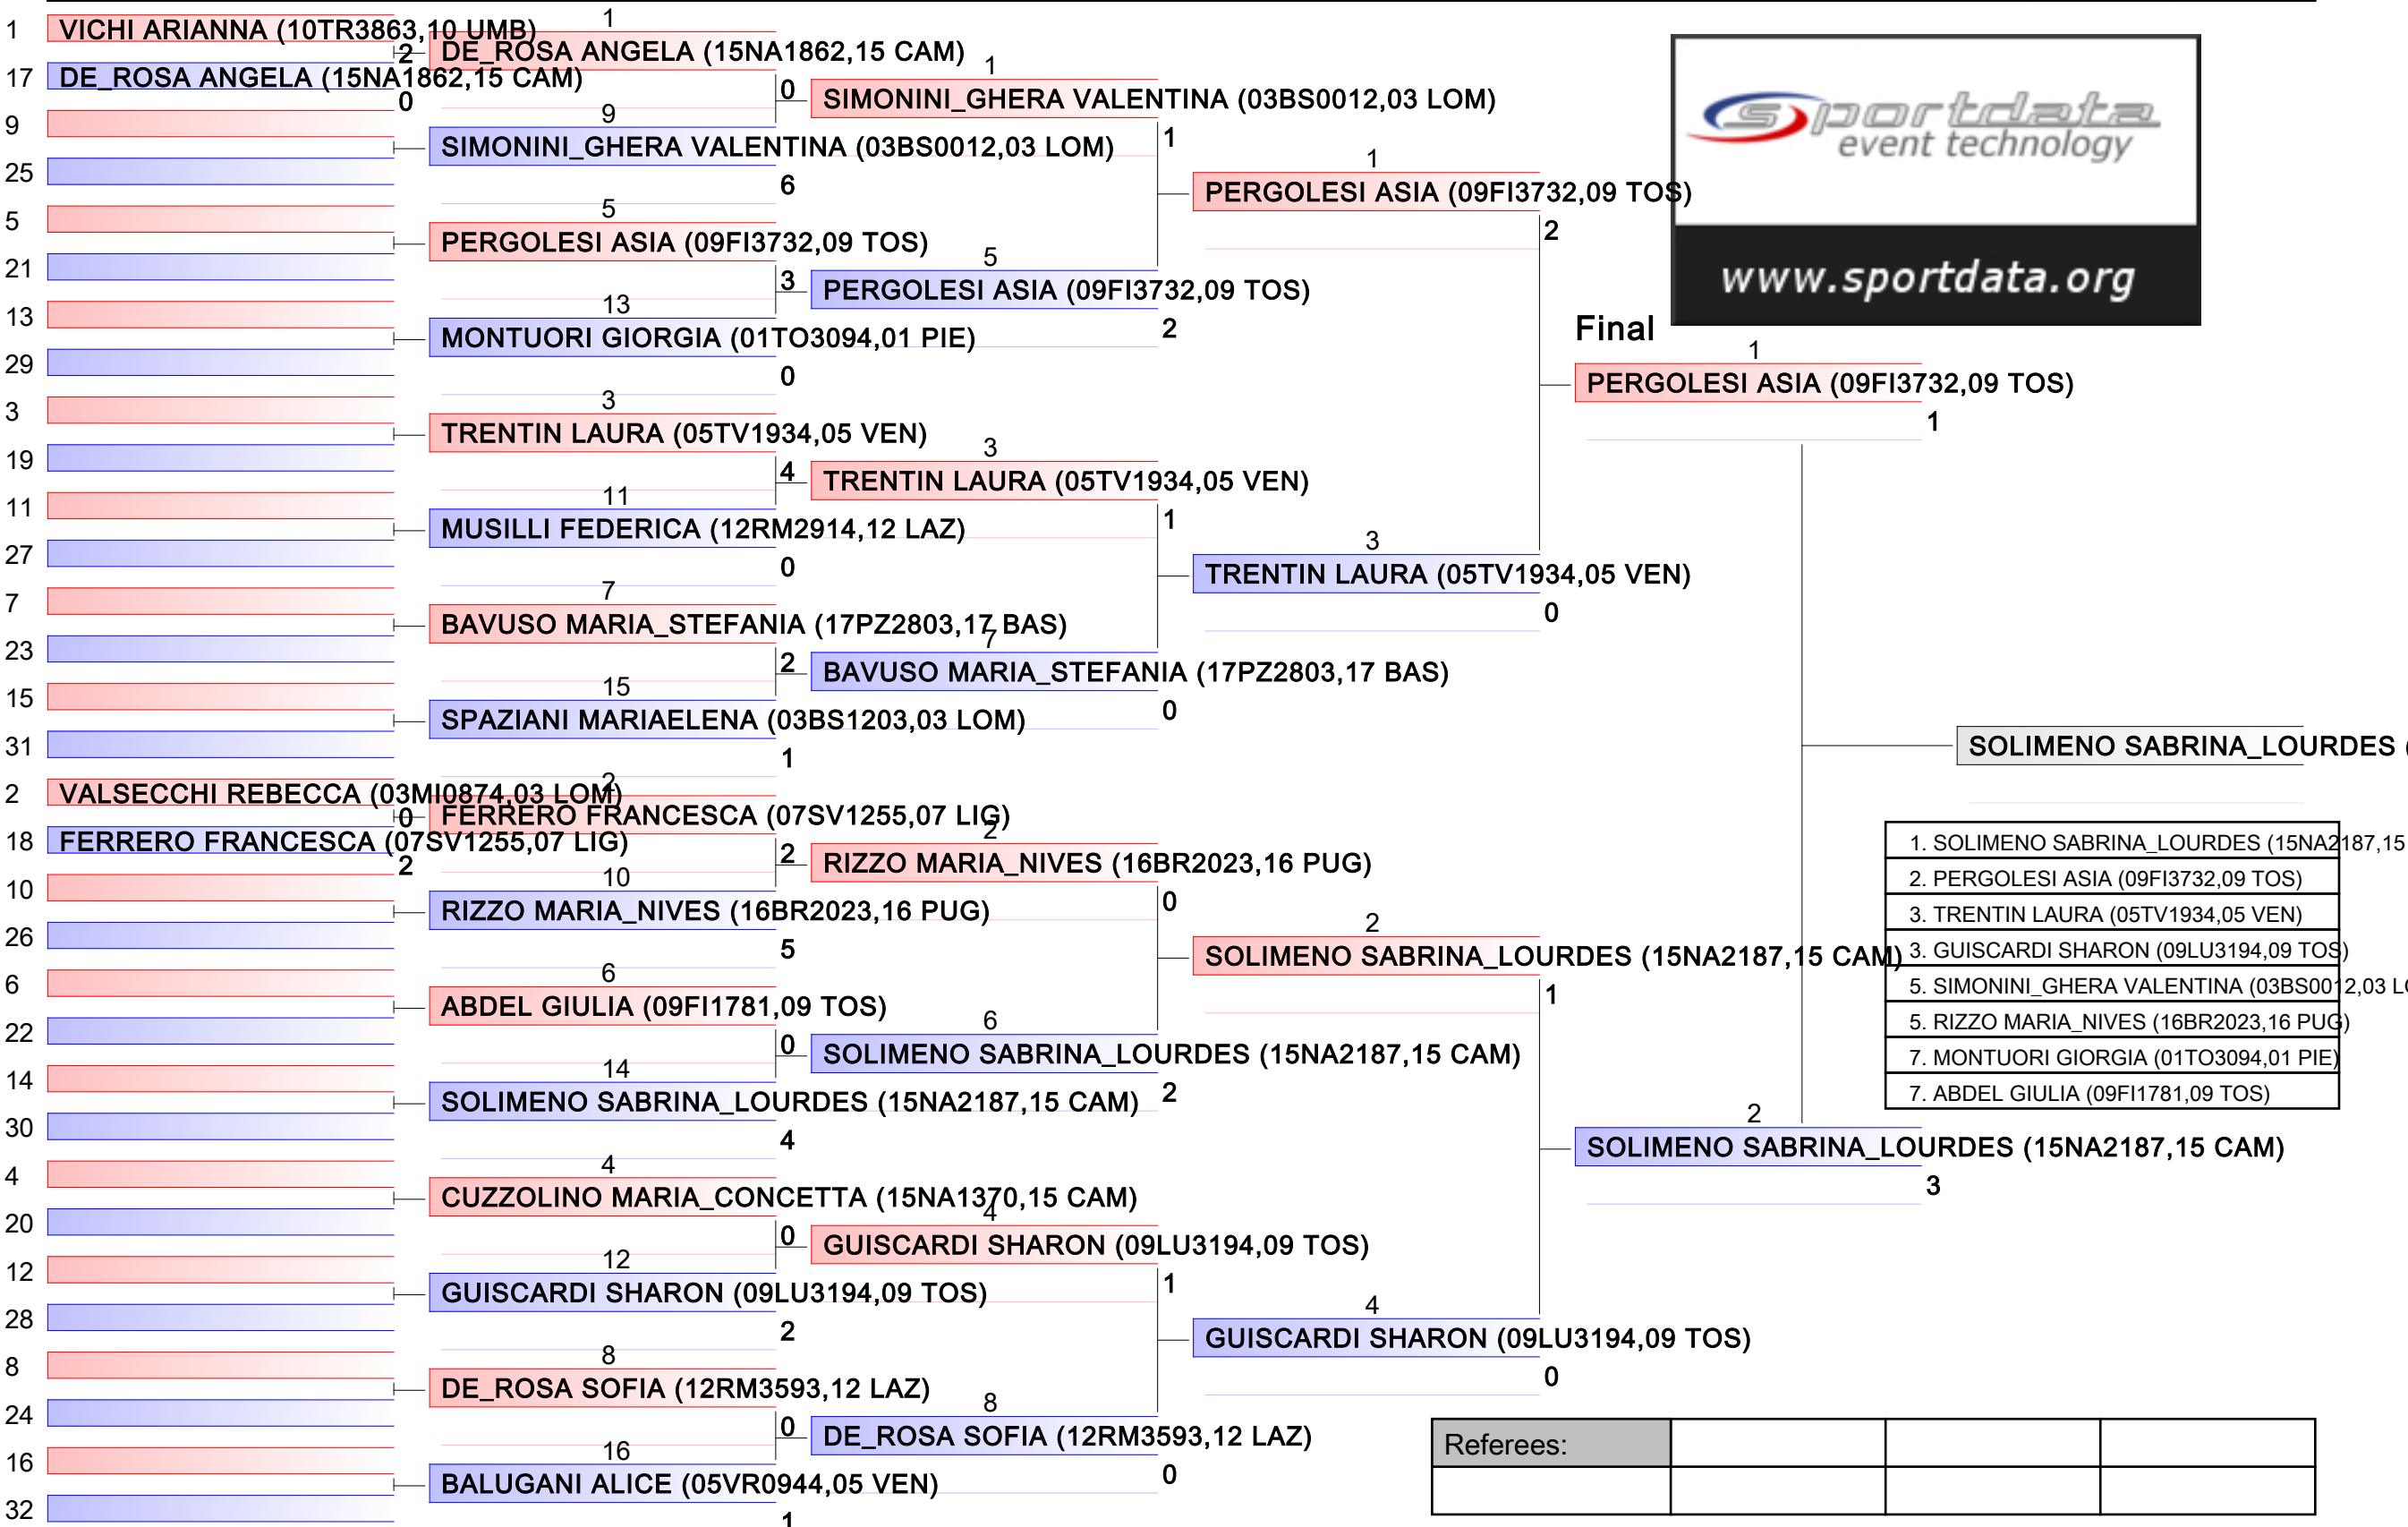 1 VICHI ARIANNA (10TR3863,10 UMB)
2
17 DE_ROSA ANGELA (15NA1862,15 CAM)
0
9
25
5
21
13
29
3
19
11
27
7
23
15
31
2 VALSECCHI REBECCA (03MI0874,03 LOM)
0
18 FERRERO FRANCESCA (07SV1255,07 LIG)
2
10
26
6
22
14
30
4
20
12
28
8
24
16
32
1
DE_ROSA ANGELA (15NA1862,15 CAM)
0
9
SIMONINI_GHERA VALENTINA (03BS0012,03 LOM)
6
5
PERGOLESI ASIA (09FI3732,09 TOS)
3
13
MONTUORI GIORGIA (01TO3094,01 PIE)
0
3
TRENTIN LAURA (05TV1934,05 VEN)
4
11
MUSILLI FEDERICA (12RM2914,12 LAZ)
0
7
BAVUSO MARIA_STEFANIA (17PZ2803,17 BAS)
2
15
SPAZIANI MARIAELENA (03BS1203,03 LOM)
1
2
FERRERO FRANCESCA (07SV1255,07 LIG)
2
10
RIZZO MARIA_NIVES (16BR2023,16 PUG)
5
6
ABDEL GIULIA (09FI1781,09 TOS)
0
14
SOLIMENO SABRINA_LOURDES (15NA2187,15 CAM)
4
4
CUZZOLINO MARIA_CONCETTA (15NA1370,15 CAM)
0
12
GUISCARDI SHARON (09LU3194,09 TOS)
2
8
DE_ROSA SOFIA (12RM3593,12 LAZ)
0
16
BALUGANI ALICE (05VR0944,05 VEN)
1
1
SIMONINI_GHERA VALENTINA (03BS0012,03 LOM)
1
5
PERGOLESI ASIA (09FI3732,09 TOS)
2
3
TRENTIN LAURA (05TV1934,05 VEN)
1
7
BAVUSO MARIA_STEFANIA (17PZ2803,17 BAS)
0
2
RIZZO MARIA_NIVES (16BR2023,16 PUG)
0
6
SOLIMENO SABRINA_LOURDES (15NA2187,15 CAM)
2
4
GUISCARDI SHARON (09LU3194,09 TOS)
1
8
DE_ROSA SOFIA (12RM3593,12 LAZ)
0
1
PERGOLESI ASIA (09FI3732,09 TOS)
2
3
TRENTIN LAURA (05TV1934,05 VEN)
0
2
SOLIMENO SABRINA_LOURDES (15NA2187,15 CAM)
1
4
GUISCARDI SHARON (09LU3194,09 TOS)
0
sportdata
event technology
www.sportdata.org
Final
1
PERGOLESI ASIA (09FI3732,09 TOS)
1
2
SOLIMENO SABRINA_LOURDES (15NA2187,15 CAM)
3
SOLIMENO SABRINA_LOURDES
1. SOLIMENO SABRINA_LOURDES (15NA2187,15
2. PERGOLESI ASIA (09FI3732,09 TOS)
3. TRENTIN LAURA (05TV1934,05 VEN)
3. GUISCARDI SHARON (09LU3194,09 TOS)
5. SIMONINI_GHERA VALENTINA (03BS0012,03
5. RIZZO MARIA_NIVES (16BR2023,16 PUG)
7. MONTUORI GIORGIA (01TO3094,01 PIE)
7. ABDEL GIULIA (09FI1781,09 TOS)
Referees: